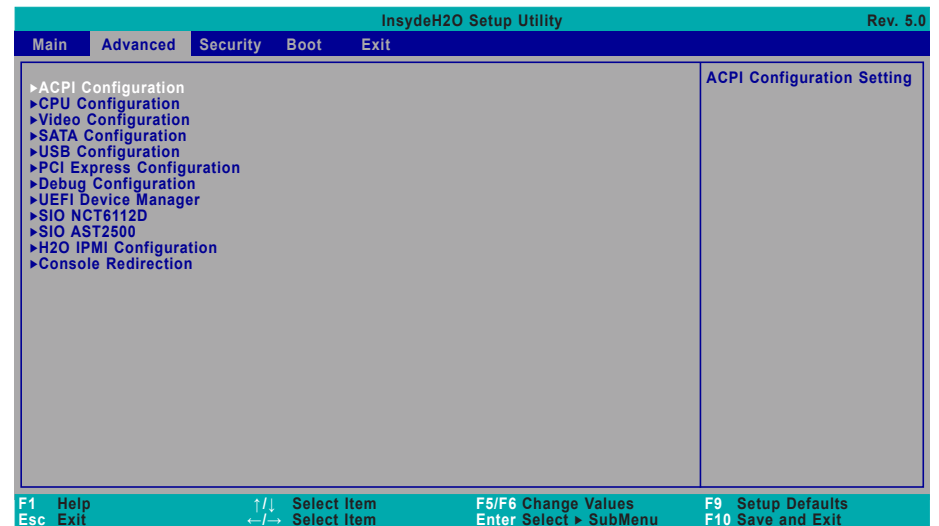 InsydeH2O Setup Utility Rev. 5.0
Main Advanced Security Boot Exit
▸ACPI Configuration
▸CPU Configuration
▸Video Configuration
▸SATA Configuration
▸USB Configuration
▸PCI Express Configuration
▸Debug Configuration
▸UEFI Device Manager
▸SIO NCT6112D
▸SIO AST2500
▸H2O IPMI Configuration
▸Console Redirection
ACPI Configuration Setting
F1 Help ↑/↓ Select Item F5/F6 Change Values F9 Setup Defaults
Esc Exit ←/→ Select Item Enter Select ▸ SubMenu F10 Save and Exit